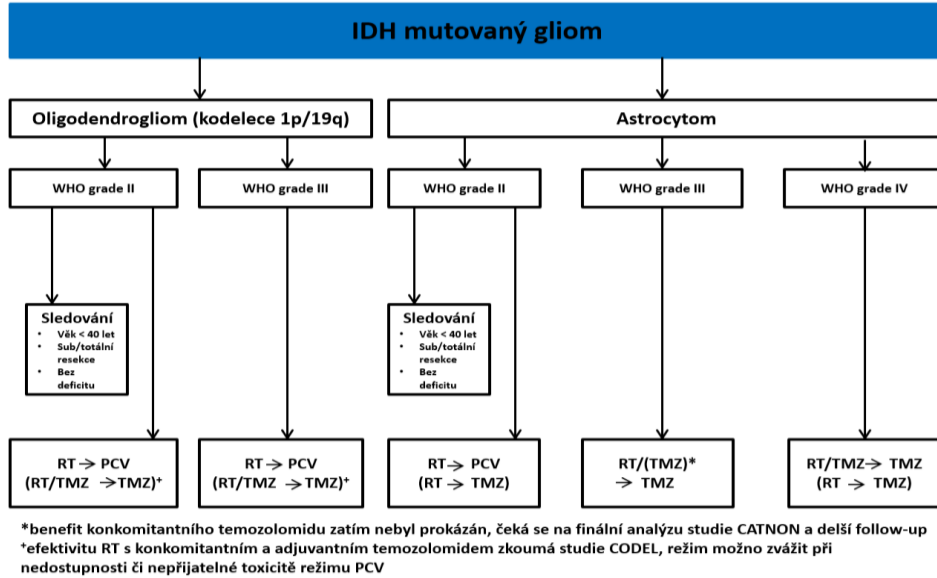 IDH mutovaný gliom
Oligodendrogliom (kodelece 1p/19q)
Astrocytom
WHO grade II
WHO grade III
WHO grade II
WHO grade III
WHO grade IV
Sledování
• Věk < 40 let
• Sub/totální
resekce
• Bez
deficitu
Sledování
• Věk < 40 let
• Sub/totální
resekce
• Bez
deficitu
RT → PCV
(RT/TMZ →TMZ)⁺
RT → PCV
(RT/TMZ →TMZ)⁺
RT → PCV
(RT → TMZ)
RT/(TMZ)*
→ TMZ
RT/TMZ→ TMZ
(RT → TMZ)
*benefit konkomitantního temozolomidu zatím nebyl prokázán, čeká se na finální analýzu studie CATNON a delší follow-up
⁺efektivitu RT s konkomitantním a adjuvantním temozolomidem zkoumá studie CODEL, režim možno zvážit při
nedostupnosti či nepřijatelné toxicitě režimu PCV